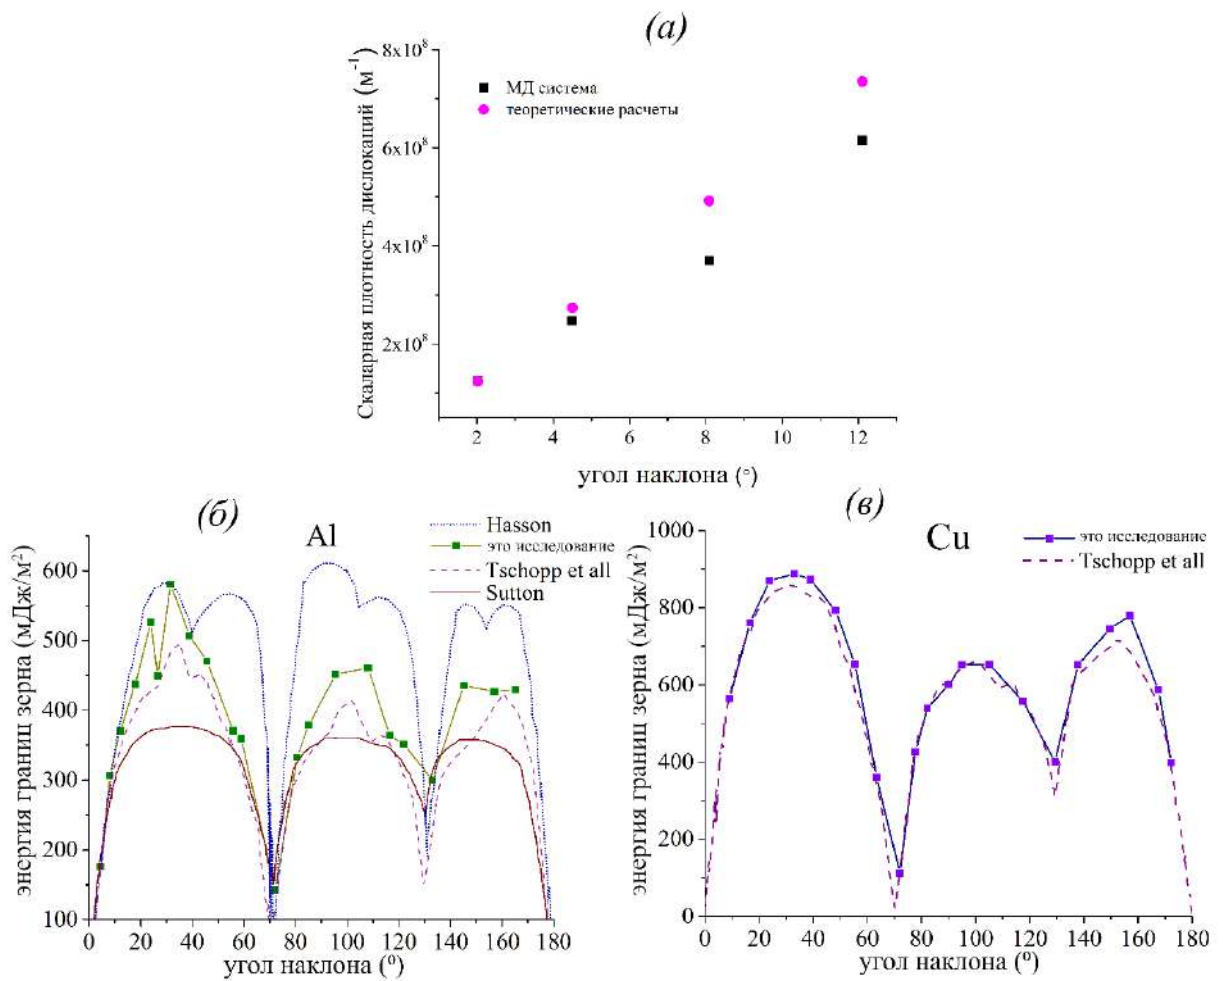 (а)
Скаларная плотность дислокаций (м⁻¹)
8x10⁸
6x10⁸
4x10⁸
2x10⁸
МД система
теоретические расчеты
2 4 6 8 10 12
угол наклона (°)
(б)
Al
Hasson
это исследование
Tschopp et all
Sutton
энергия границ зерна (мДж/м²)
600
500
400
300
200
100
0 20 40 60 80 100 120 140 160 180
угол наклона (⁰)
(в)
Cu
это исследование
Tschopp et all
энергия границ зерна (мДж/м²)
1000
800
600
400
200
0
0 20 40 60 80 100 120 140 160 180
угол наклона (⁰)